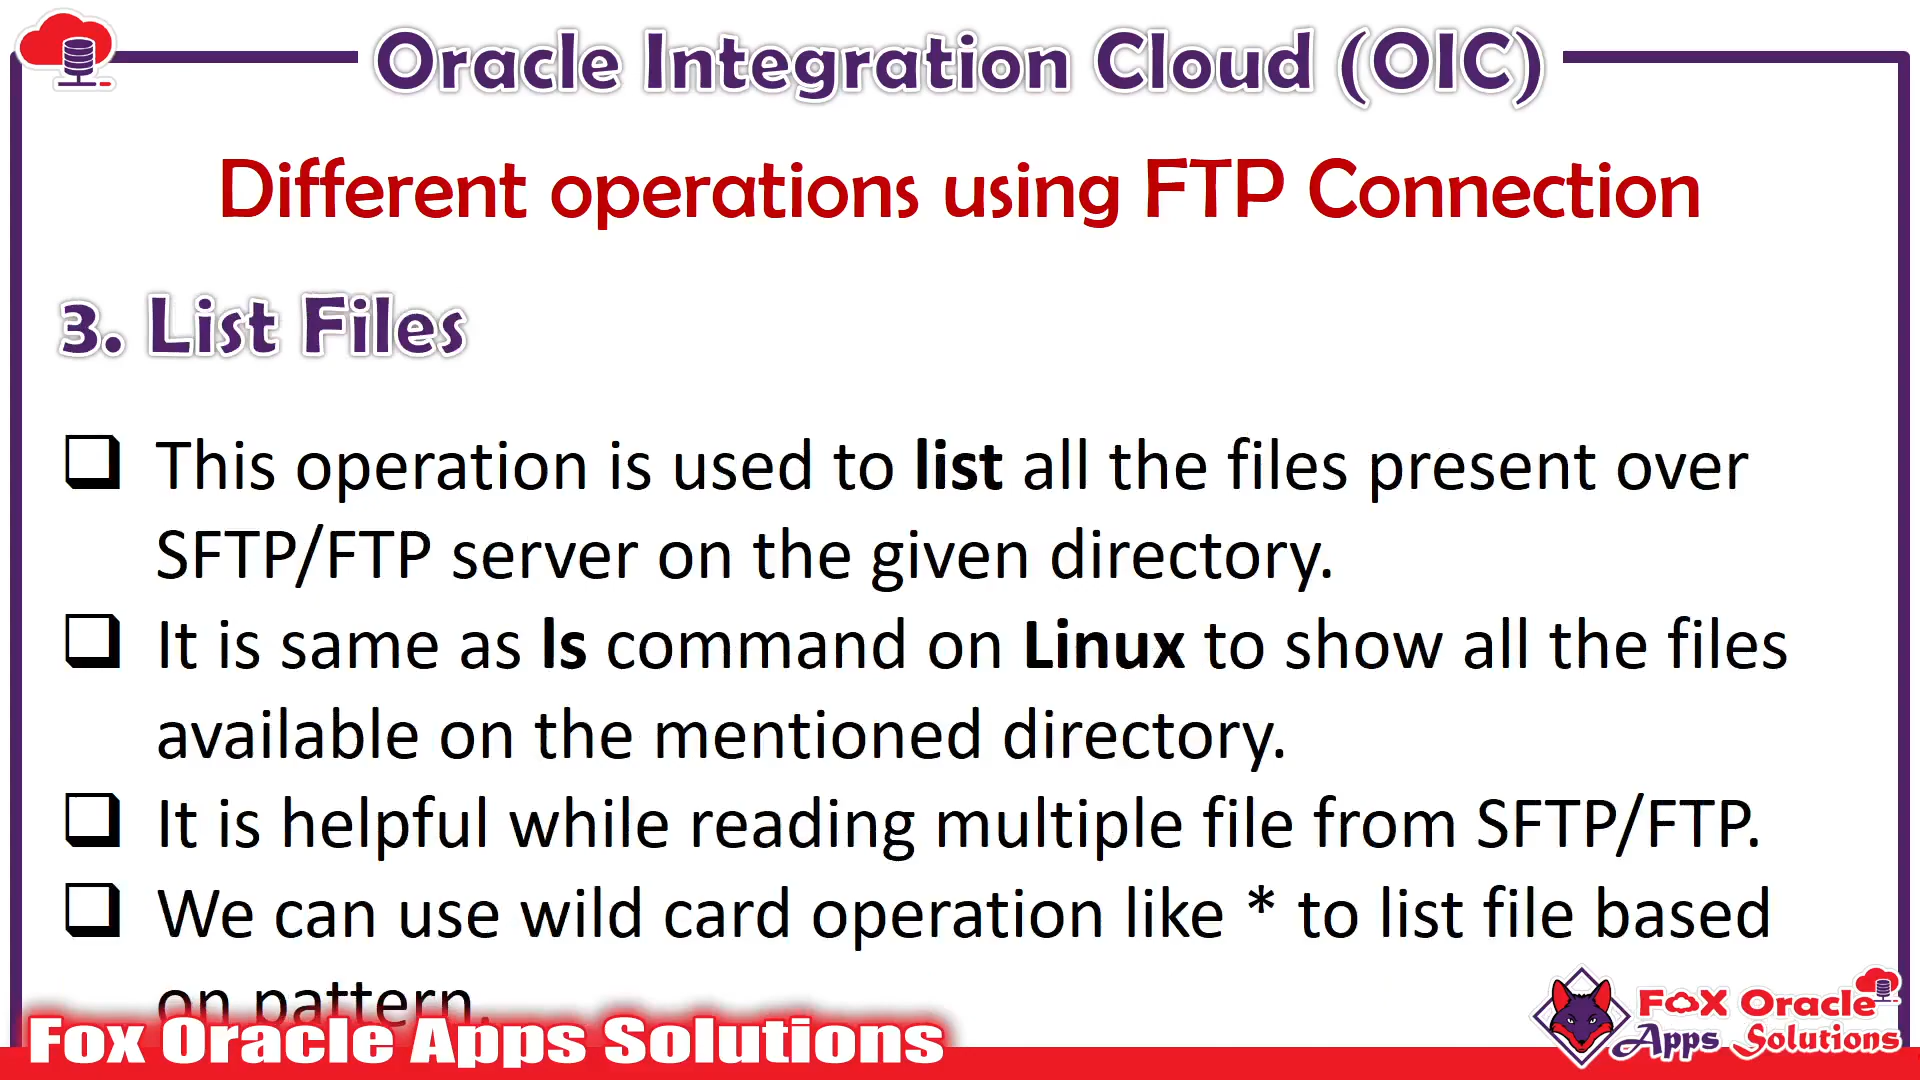 Oracle Integration Cloud (OIC)
Different operations using FTP Connection
3. List Files
This operation is used to list all the files present over
SFTP/FTP server on the given directory.
It is same as ls command on Linux to show all the files
available on the mentioned directory.
It is helpful while reading multiple file from SFTP/FTP.
We can use wild card operation like * to list file based
on pattern.
Fox Oracle Apps Solutions
Fox Oracle
Apps Solutions